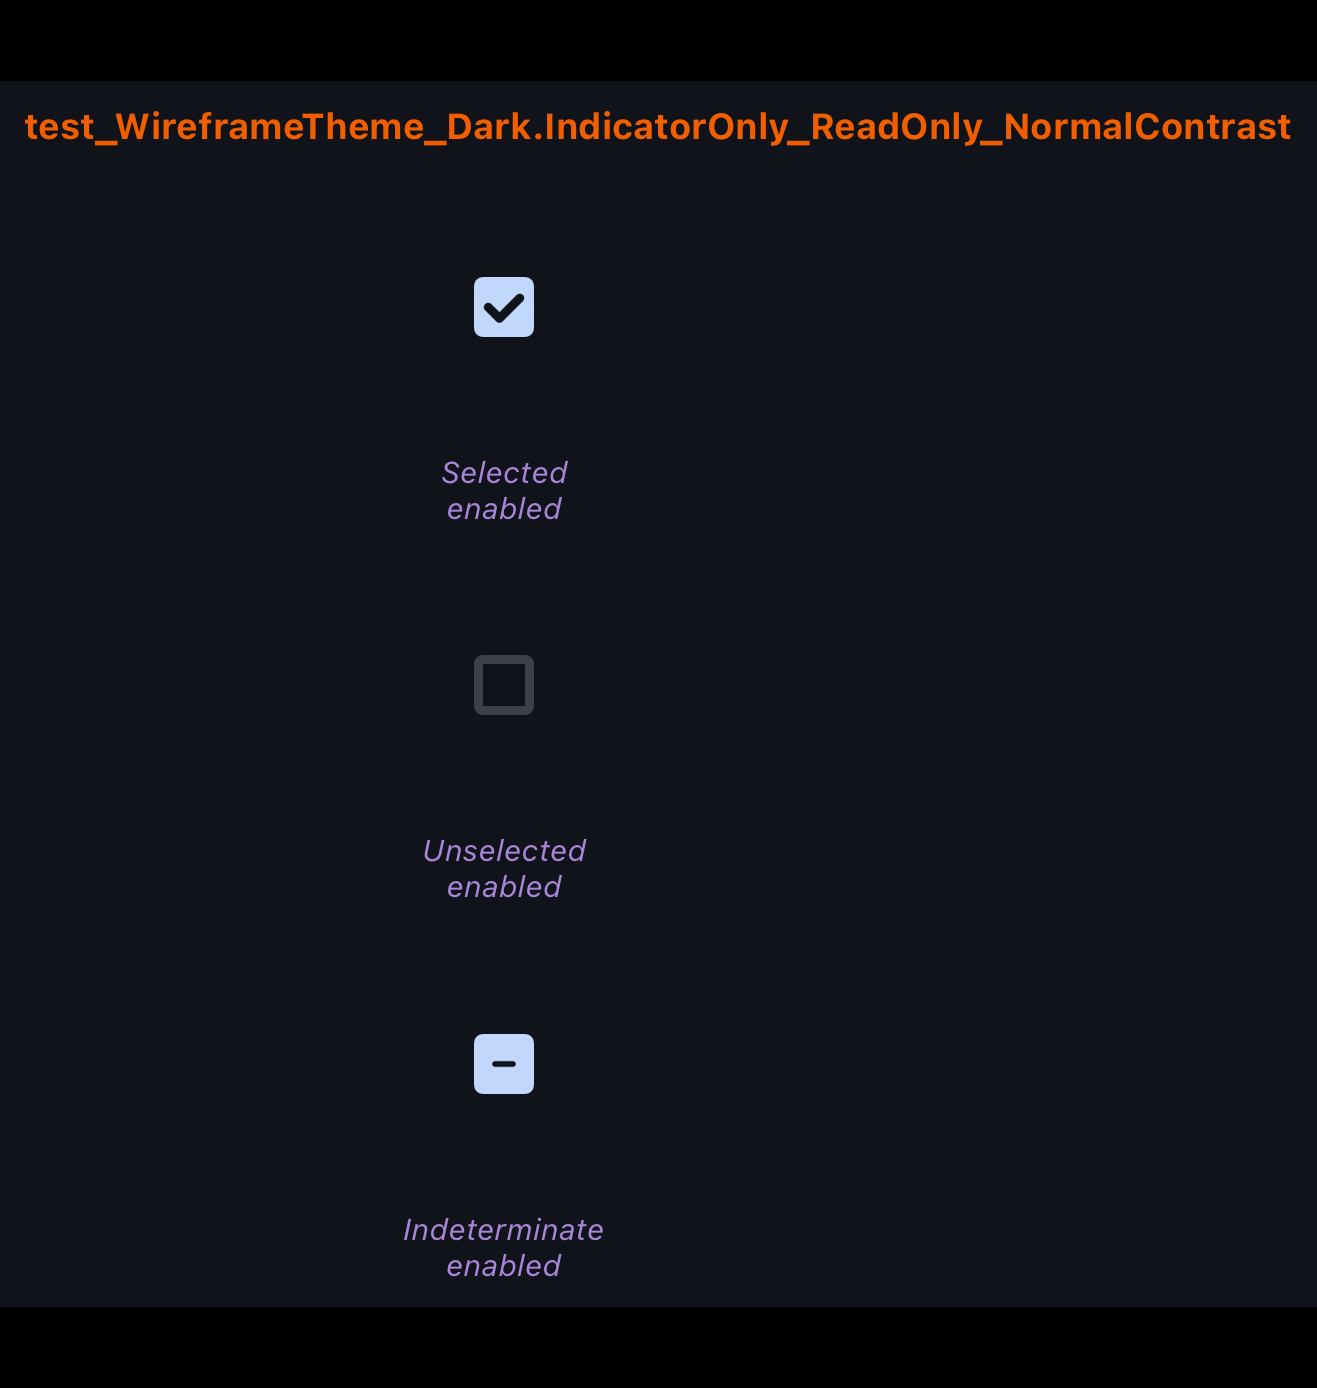 test_WireframeTheme_Dark.IndicatorOnly_ReadOnly_NormalContrast
Selected
enabled
Unselected
enabled
Indeterminate
enabled